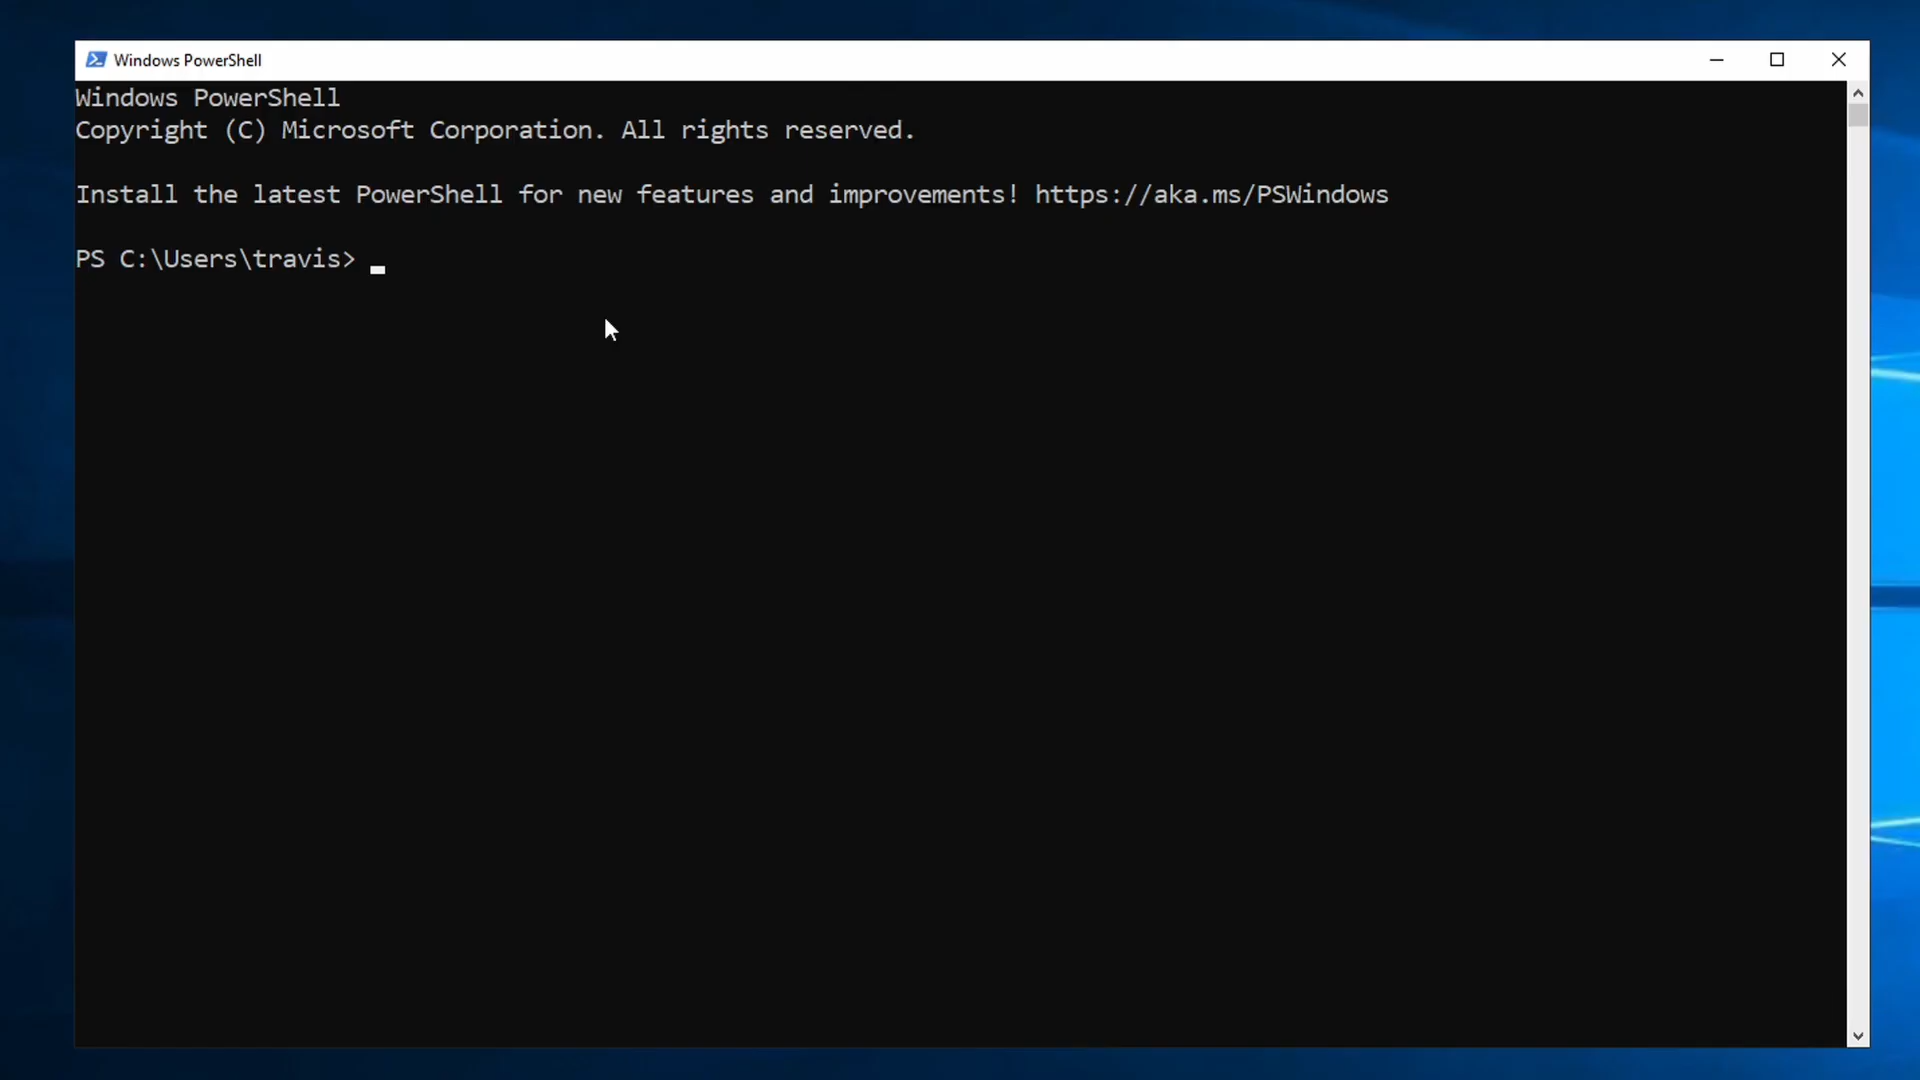 Windows PowerShell
Windows PowerShell
Copyright (C) Microsoft Corporation. All rights reserved.
Install the latest PowerShell for new features and improvements! https://aka.ms/PSWindows
PS C:\Users\travis>